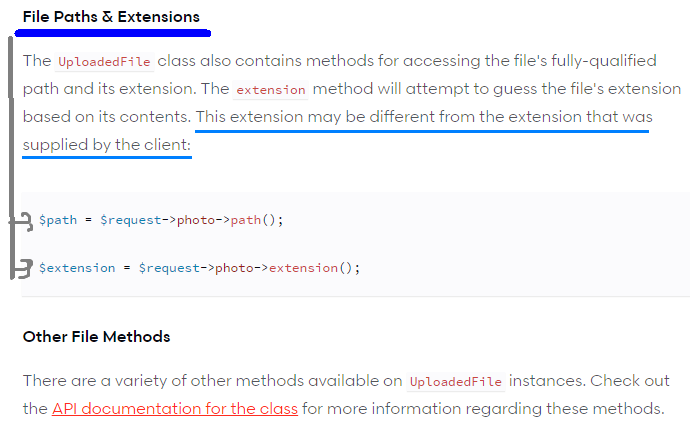 File Paths & Extensions
The UploadedFile class also contains methods for accessing the file's fully-qualified
path and its extension. The extension method will attempt to guess the file's extension
based on its contents. This extension may be different from the extension that was
supplied by the client:
$path = $request->photo->path();
$extension = $request->photo->extension();
Other File Methods
There are a variety of other methods available on UploadedFile instances. Check out
the API documentation for the class for more information regarding these methods.